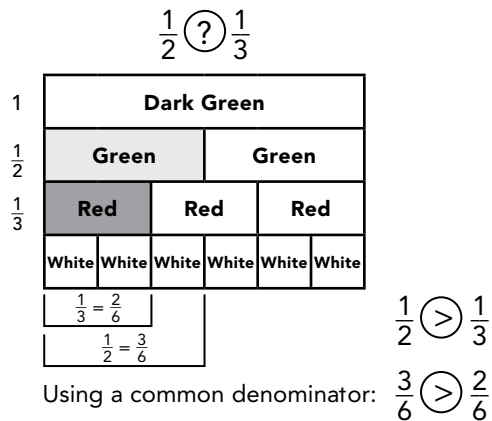 1/2 ? 1/3
1 Dark Green
1/2 Green Green
1/3 Red Red Red
White White White White White White
1/3 = 2/6
1/2 = 3/6
1/2 > 1/3
Using a common denominator: 3/6 > 2/6